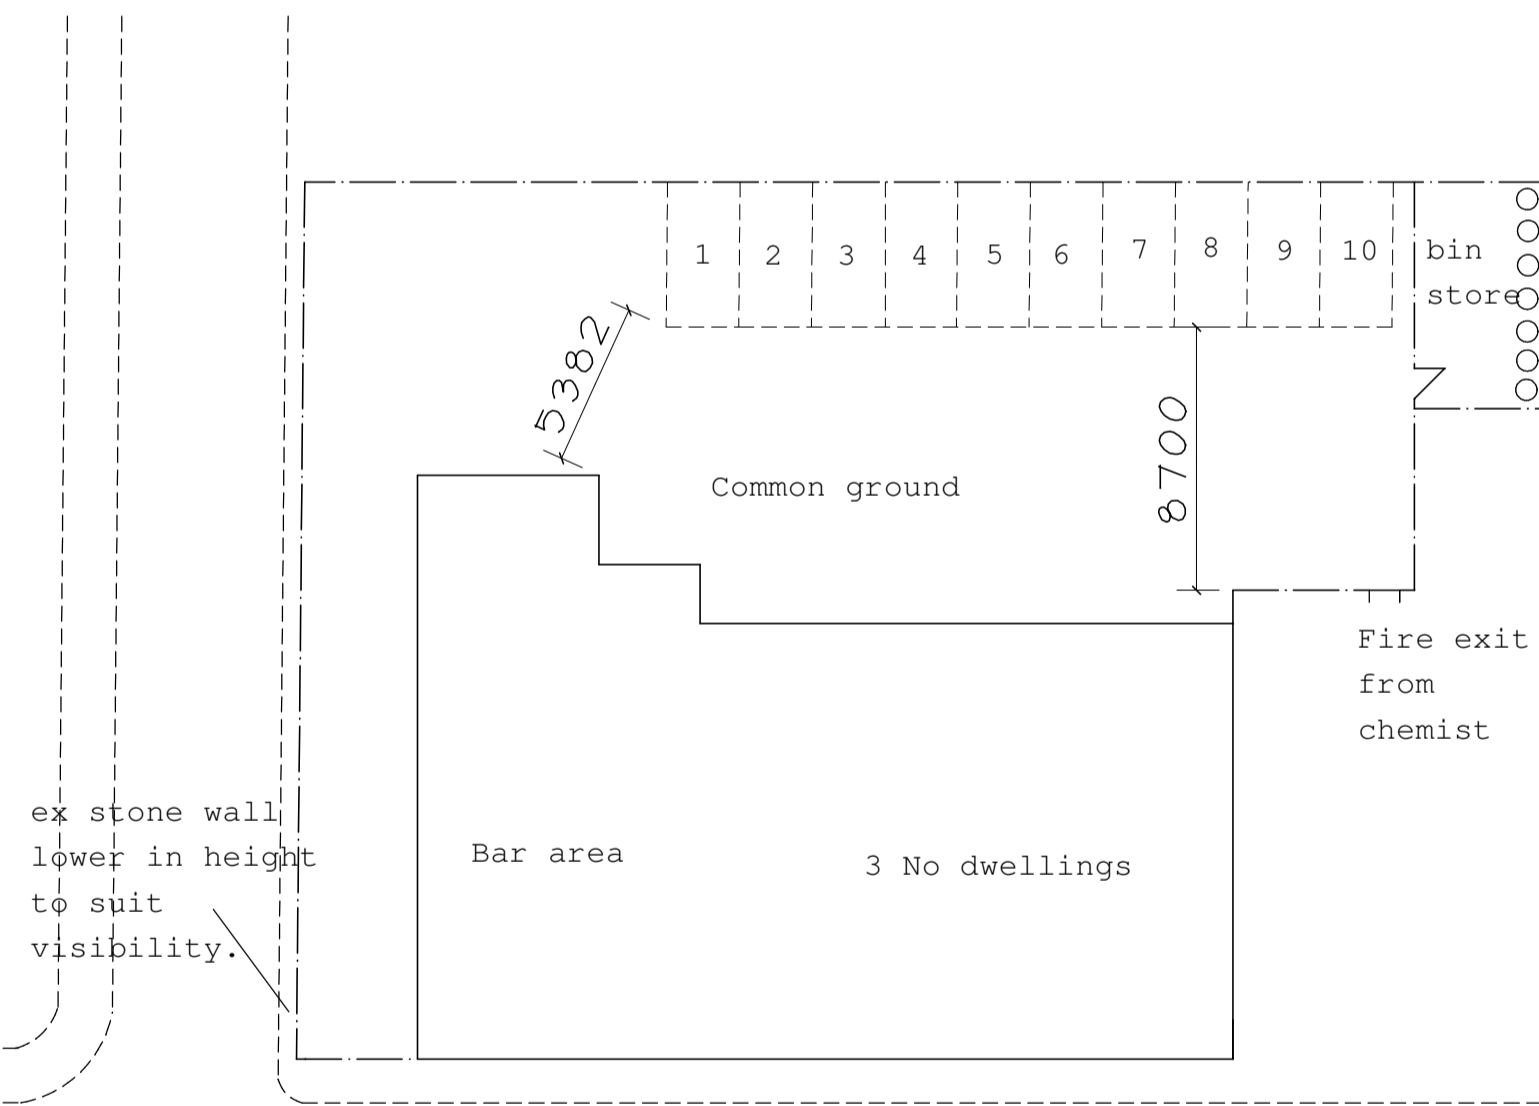 1 2 3 4 5 6 7 8 9 10
bin
store
5382
8700
Common ground
Fire exit
from
chemist
ex stone wall
lower in height
to suit
visibility.
Bar area
3 No dwellings